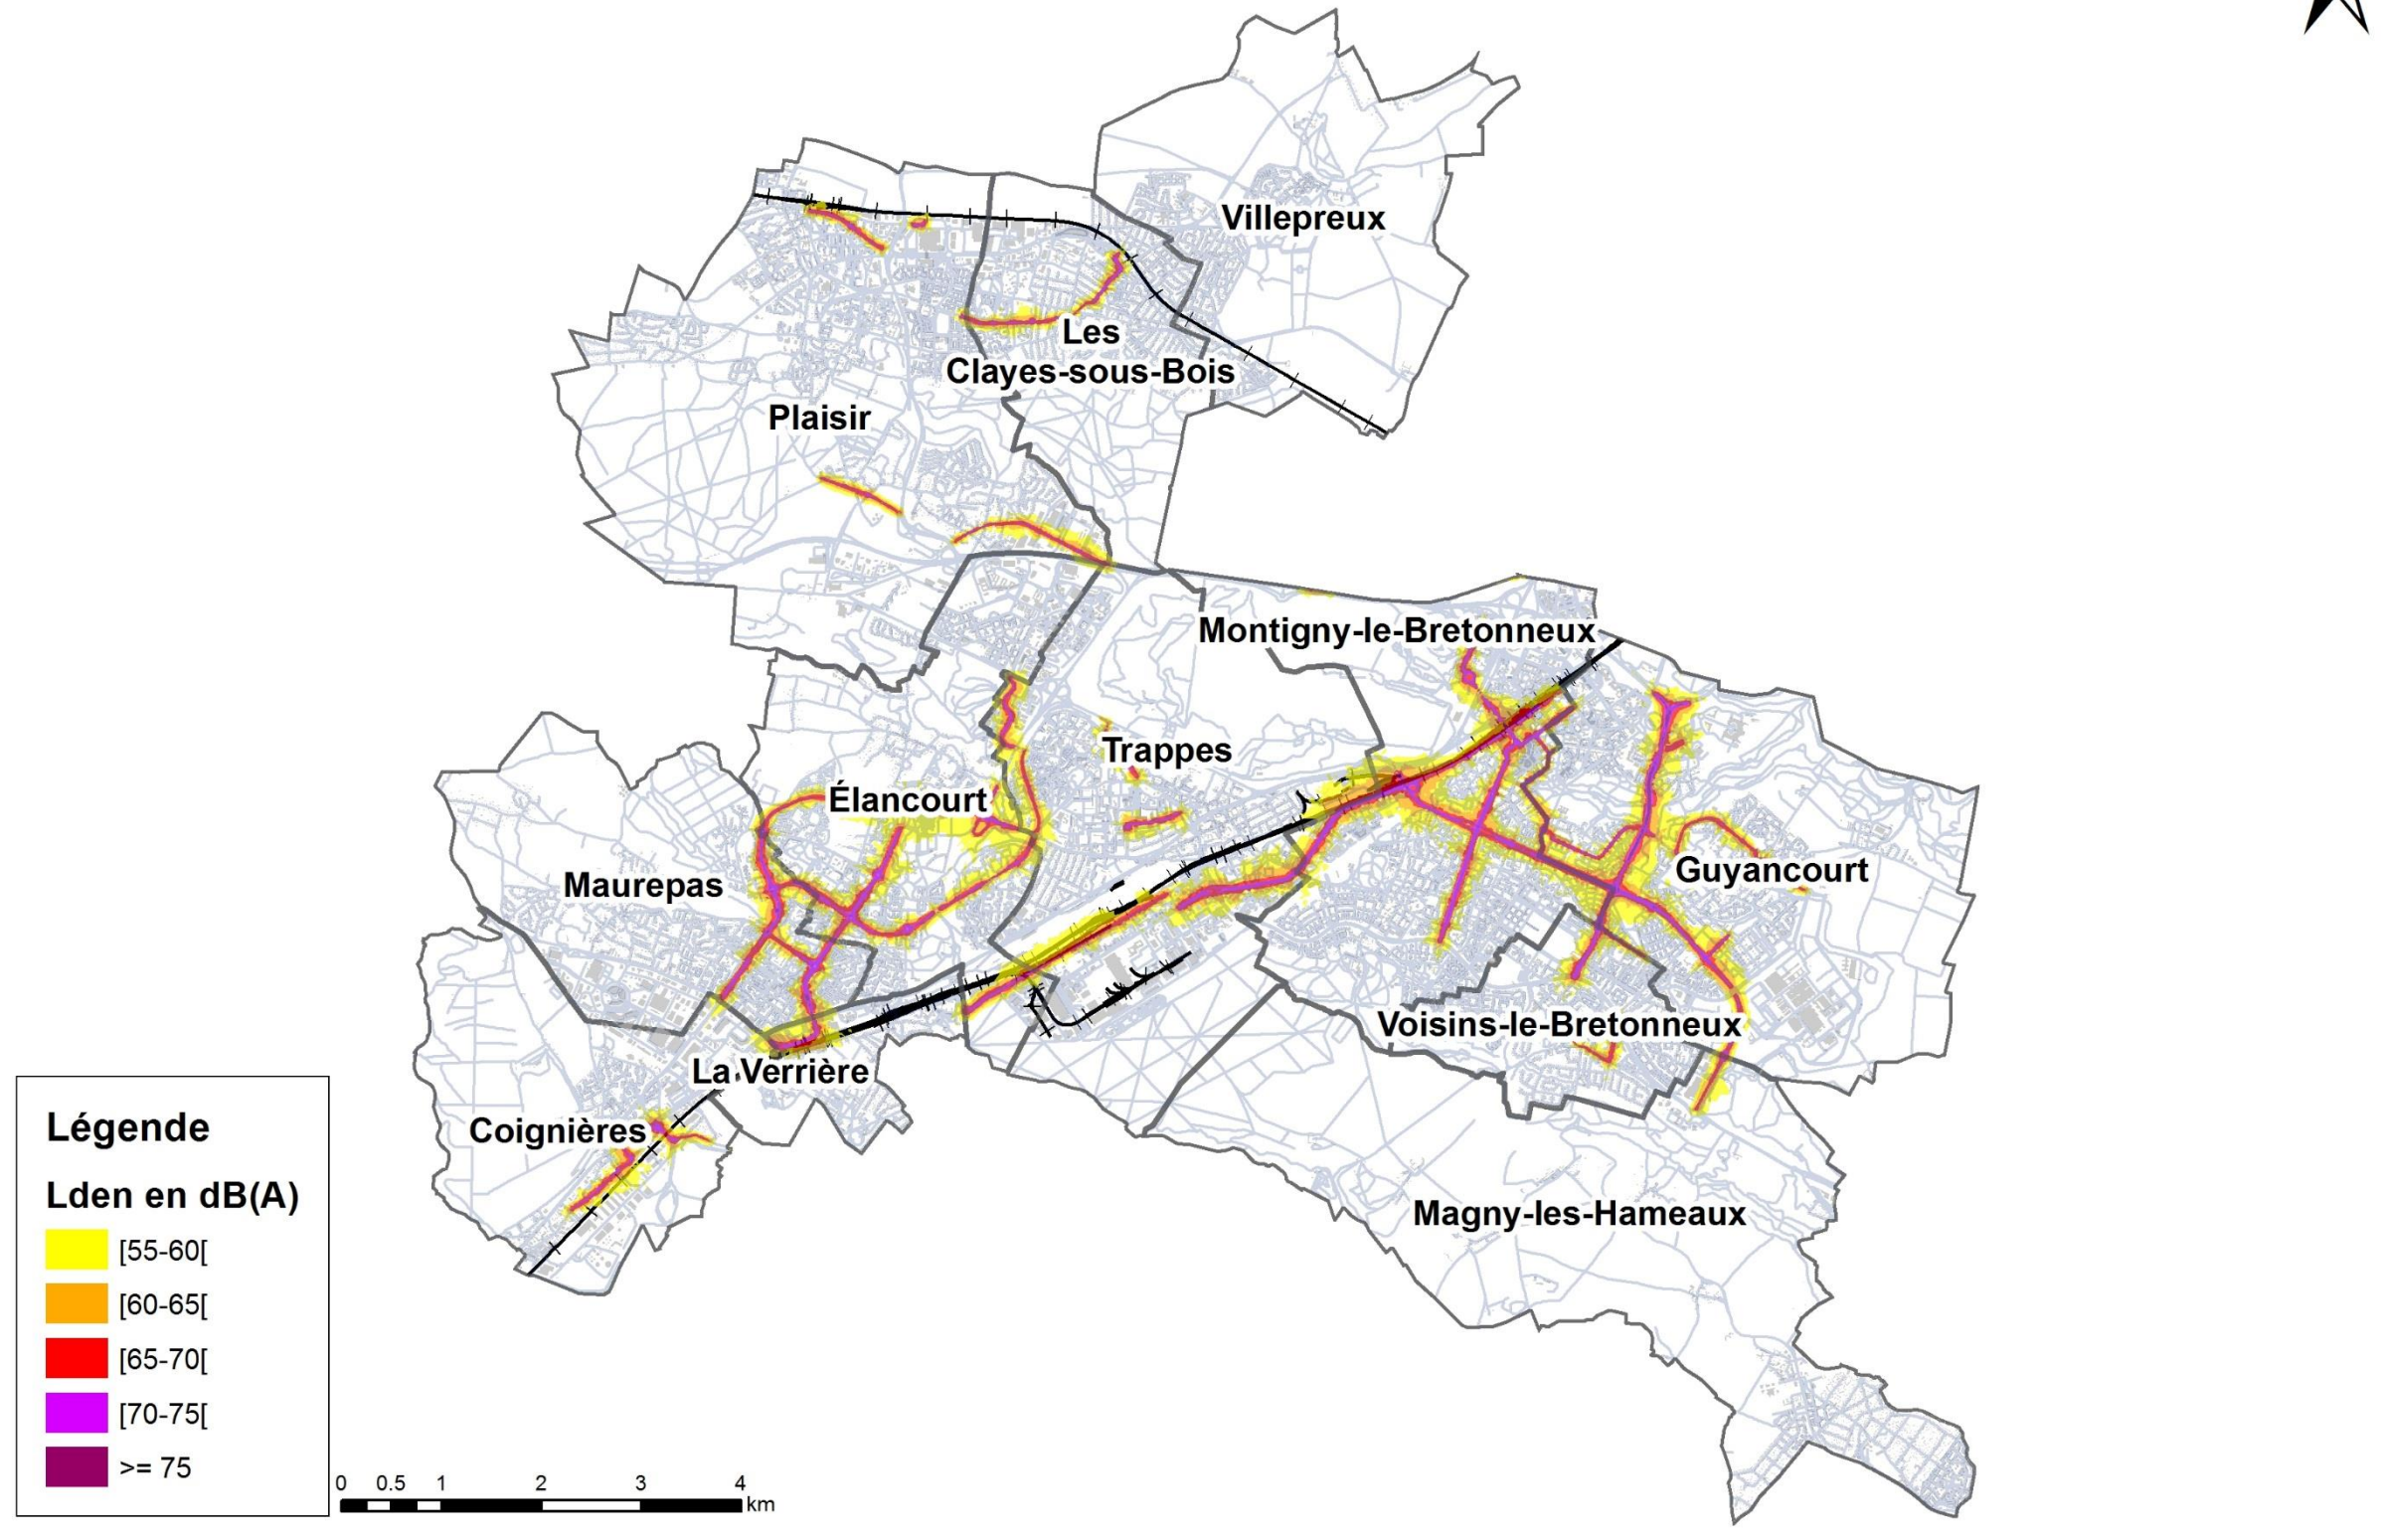 Villepreux
Les
Clayes-sous-Bois
Plaisir
Montigny-le-Bretonneux
Trappes
Élancourt
Maurepas
Guyancourt
Voisins-le-Bretonneux
La Verrière
Coignières
Magny-les-Hameaux
Légende
Lden en dB(A)
[55-60[
[60-65[
[65-70[
[70-75[
>= 75
0 0.5 1 2 3 4
km